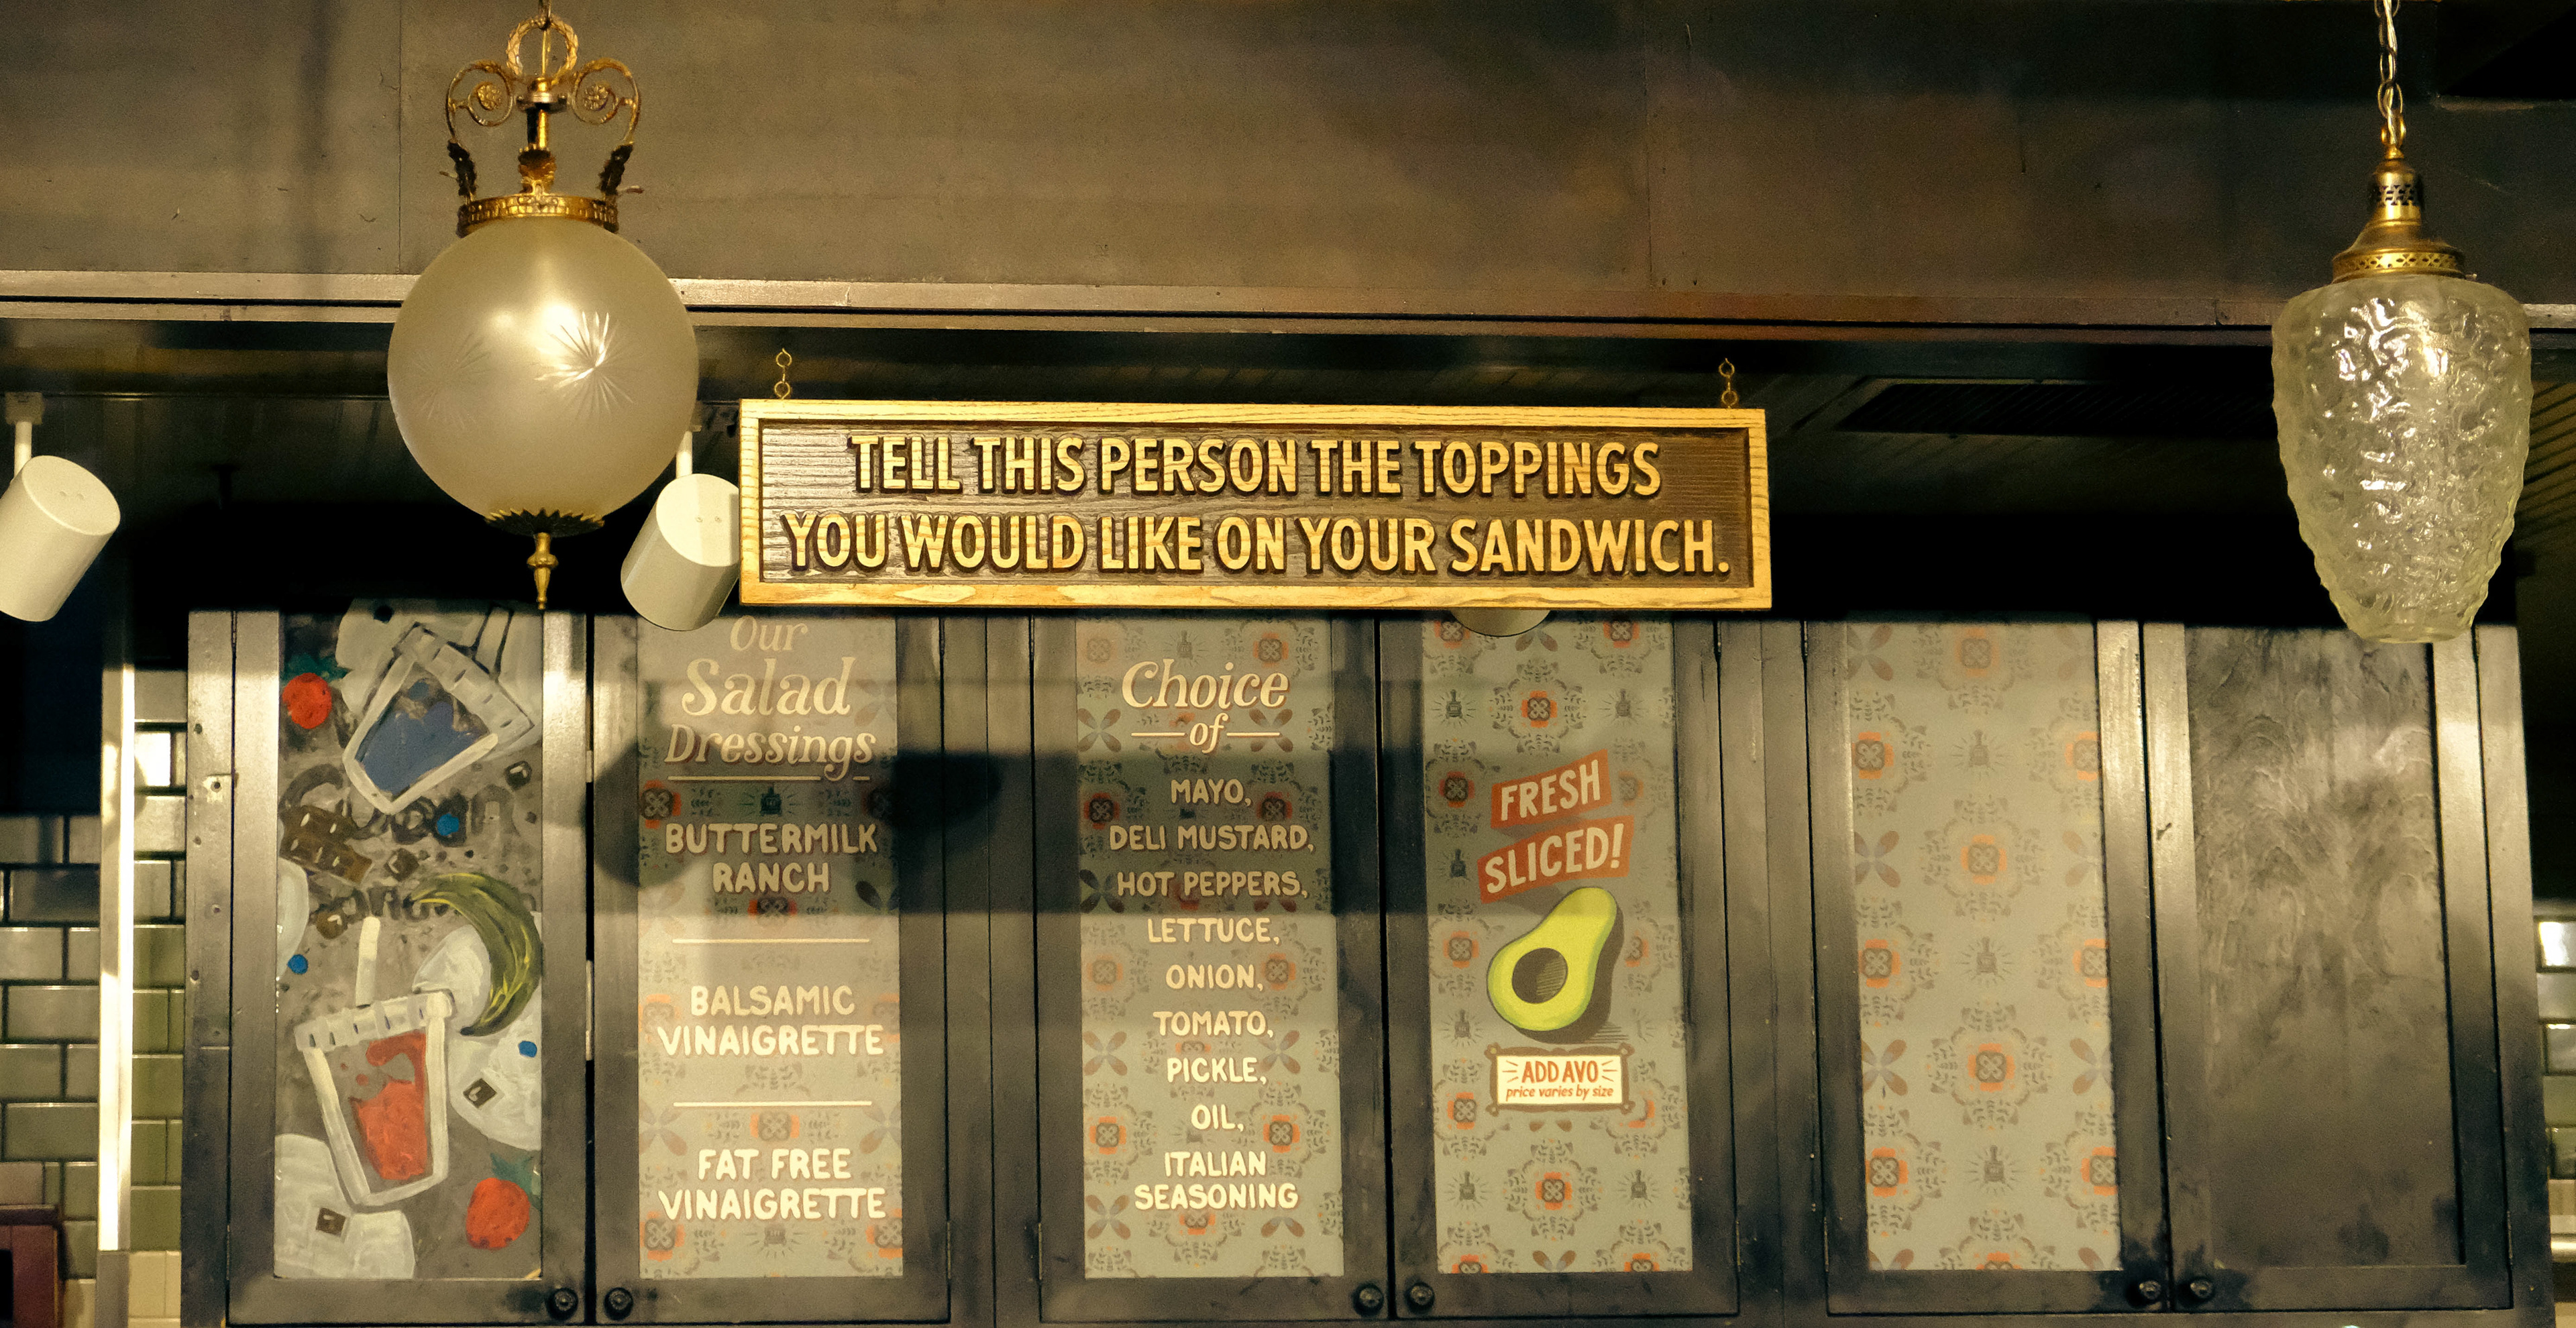 TELL THIS PERSON THE TOPPINGS
YOU WOULD LIKE ON YOUR SANDWICH.
Our
Salad
Dressings
BUTTERMILK
RANCH
BALSAMIC
VINAIGRETTE
FAT FREE
VINAIGRETTE
Choice
of
MAYO,
DELI MUSTARD,
HOT PEPPERS,
LETTUCE,
ONION,
TOMATO,
PICKLE,
OIL,
ITALIAN
SEASONING
FRESH
SLICED!
ADD AVO
price varies by size